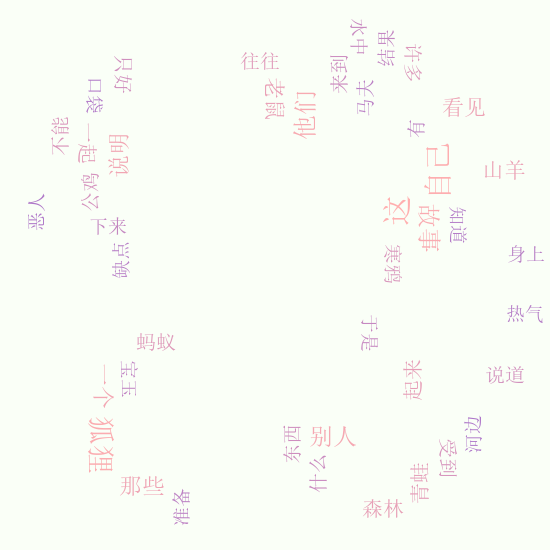 水中
结果
许多
往往
来到
只好
老鼠
马夫
口袋
看见
他们
有
不能
一起
说明
自己
山羊
公鸡
这
恶人
故事
知道
下来
身上
缺点
寒鸦
热气
于是
蚂蚁
宝玉
一个
起来
说道
狐狸
东西
别人
河边
受到
什么
青蛙
那些
准备
森林